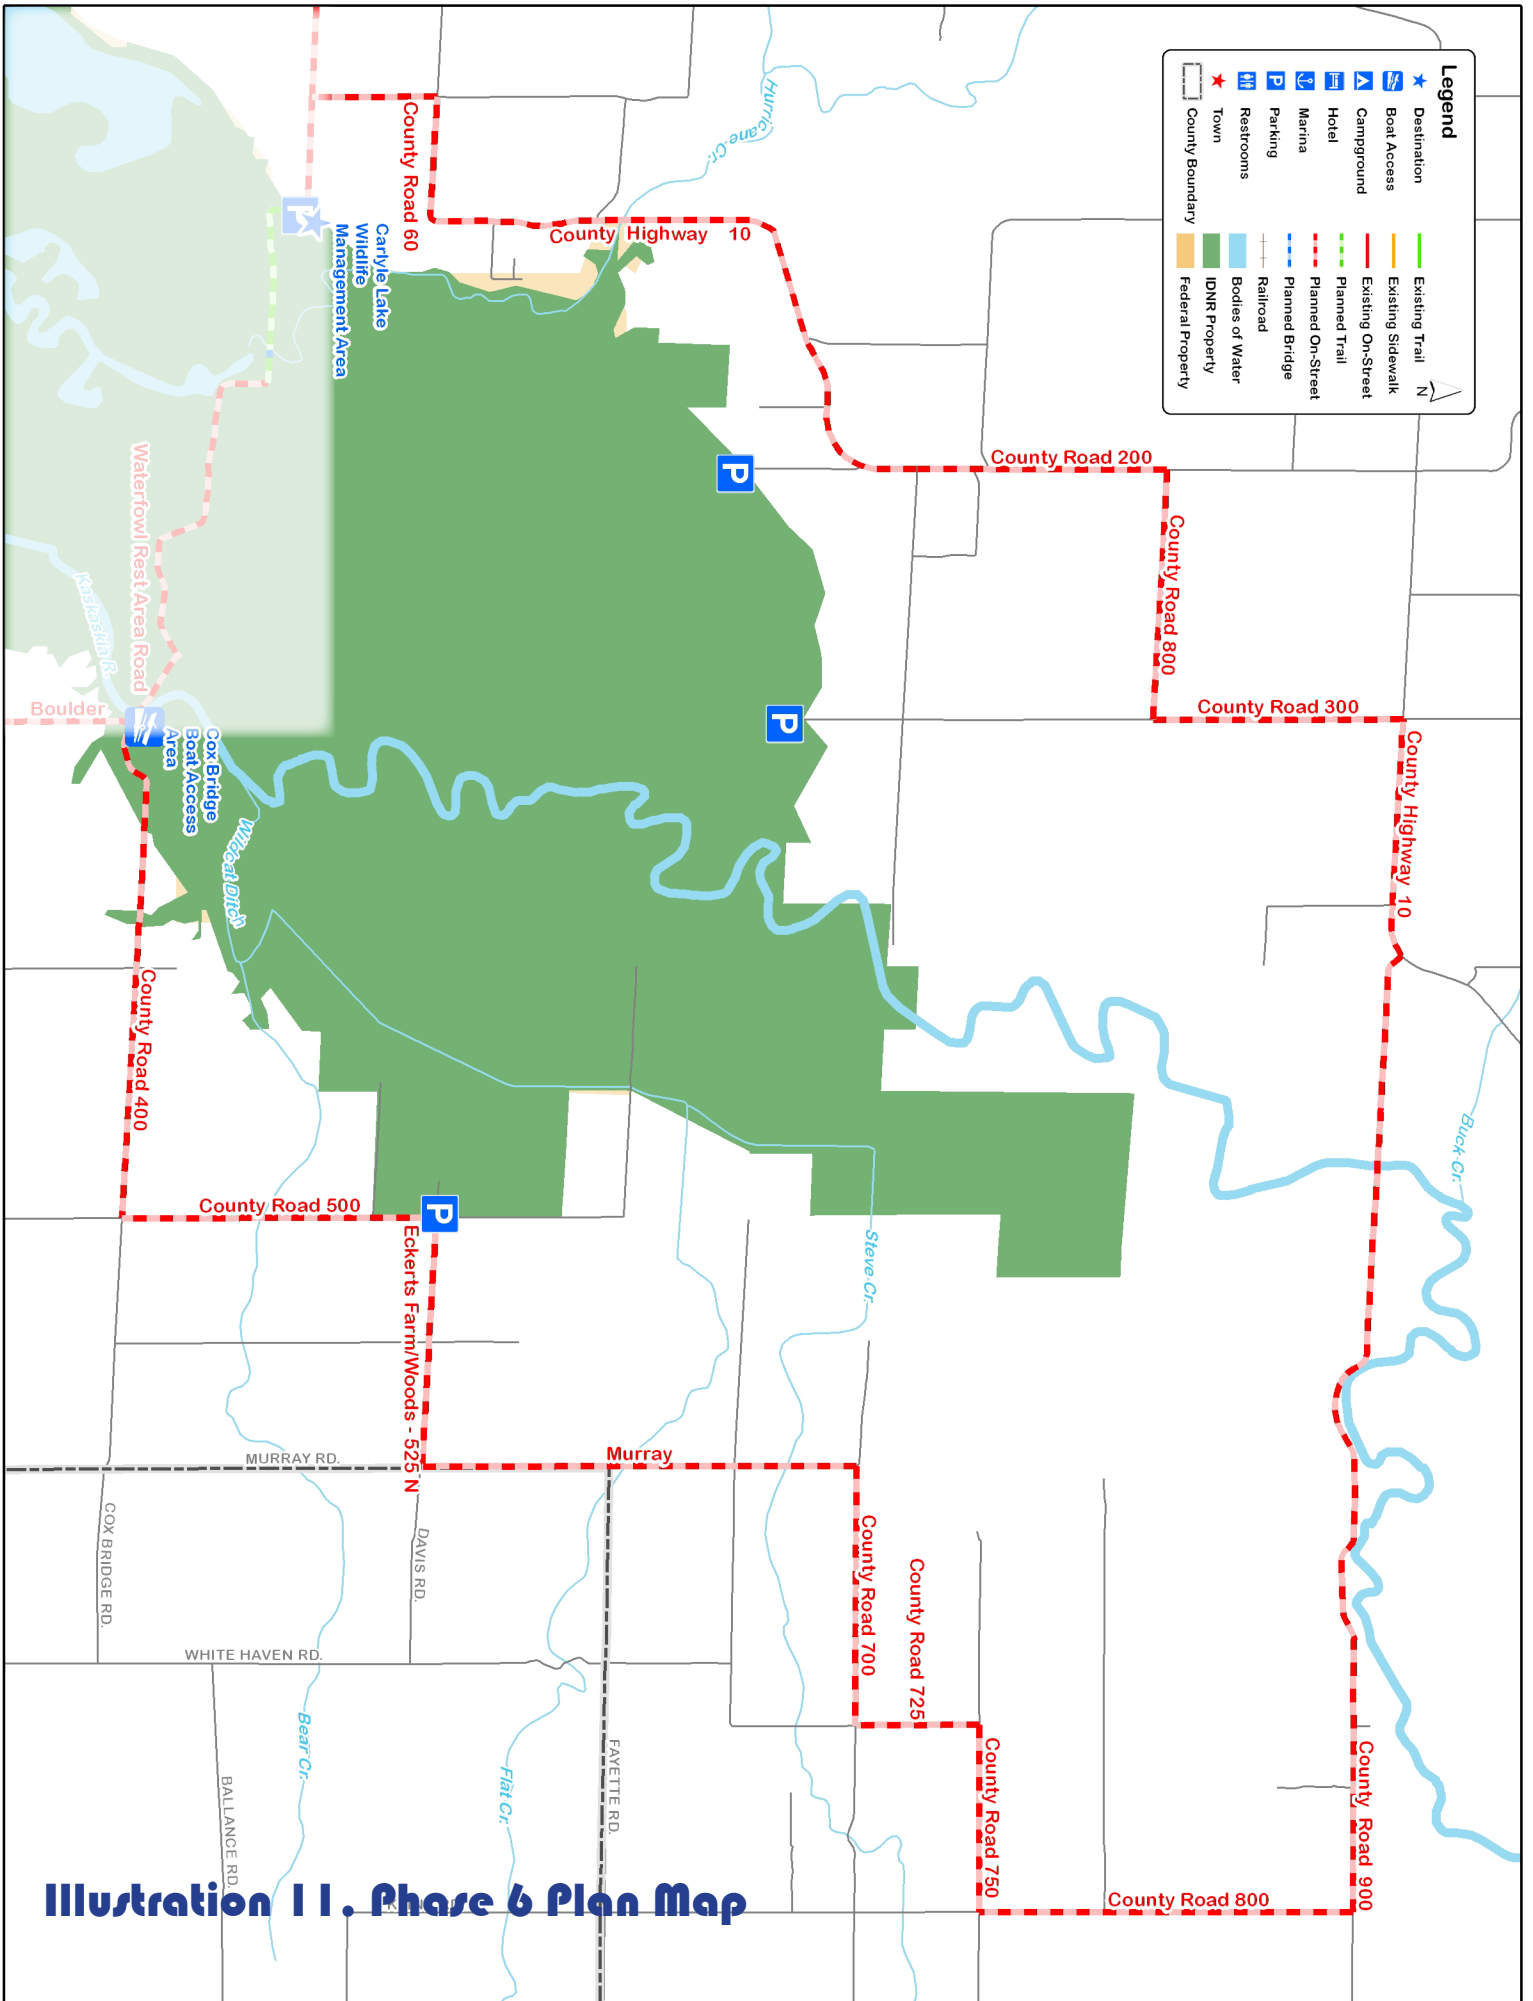 Legend
Destination
Boat Access
Campground
Hotel
Marina
Parking
Restrooms
Town
County Boundary
Existing Trail
Existing Sidewalk
Existing On-Street
Planned Trail
Planned On-Street
Planned Bridge
Railroad
Bodies of Water
IDNR Property
Federal Property
N
Hurricane Cr.
County Road 60
County Highway 10
P
Carlyle Lake
Wildlife
Management Area
County Road 200
P
County Road 800
Waterfowl Rest Area Road
Kaskaskia R.
County Road 300
Boulder
P
Cox Bridge
Boat Access
Area
County Highway 10
Wildcat Ditch
County Road 400
Buck Cr.
County Road 500
P
Eckerts Farm/Woods - 525 N
Steve Cr.
MURRAY RD.
Murray
COX BRIDGE RD.
DAVIS RD.
County Road 700
County Road 725
WHITE HAVEN RD.
Bear Cr.
Flat Cr.
FAYETTE RD.
BALLANCE RD.
County Road 750
County Road 900
County Road 800
Illustration 11. Phase 6 Plan Map